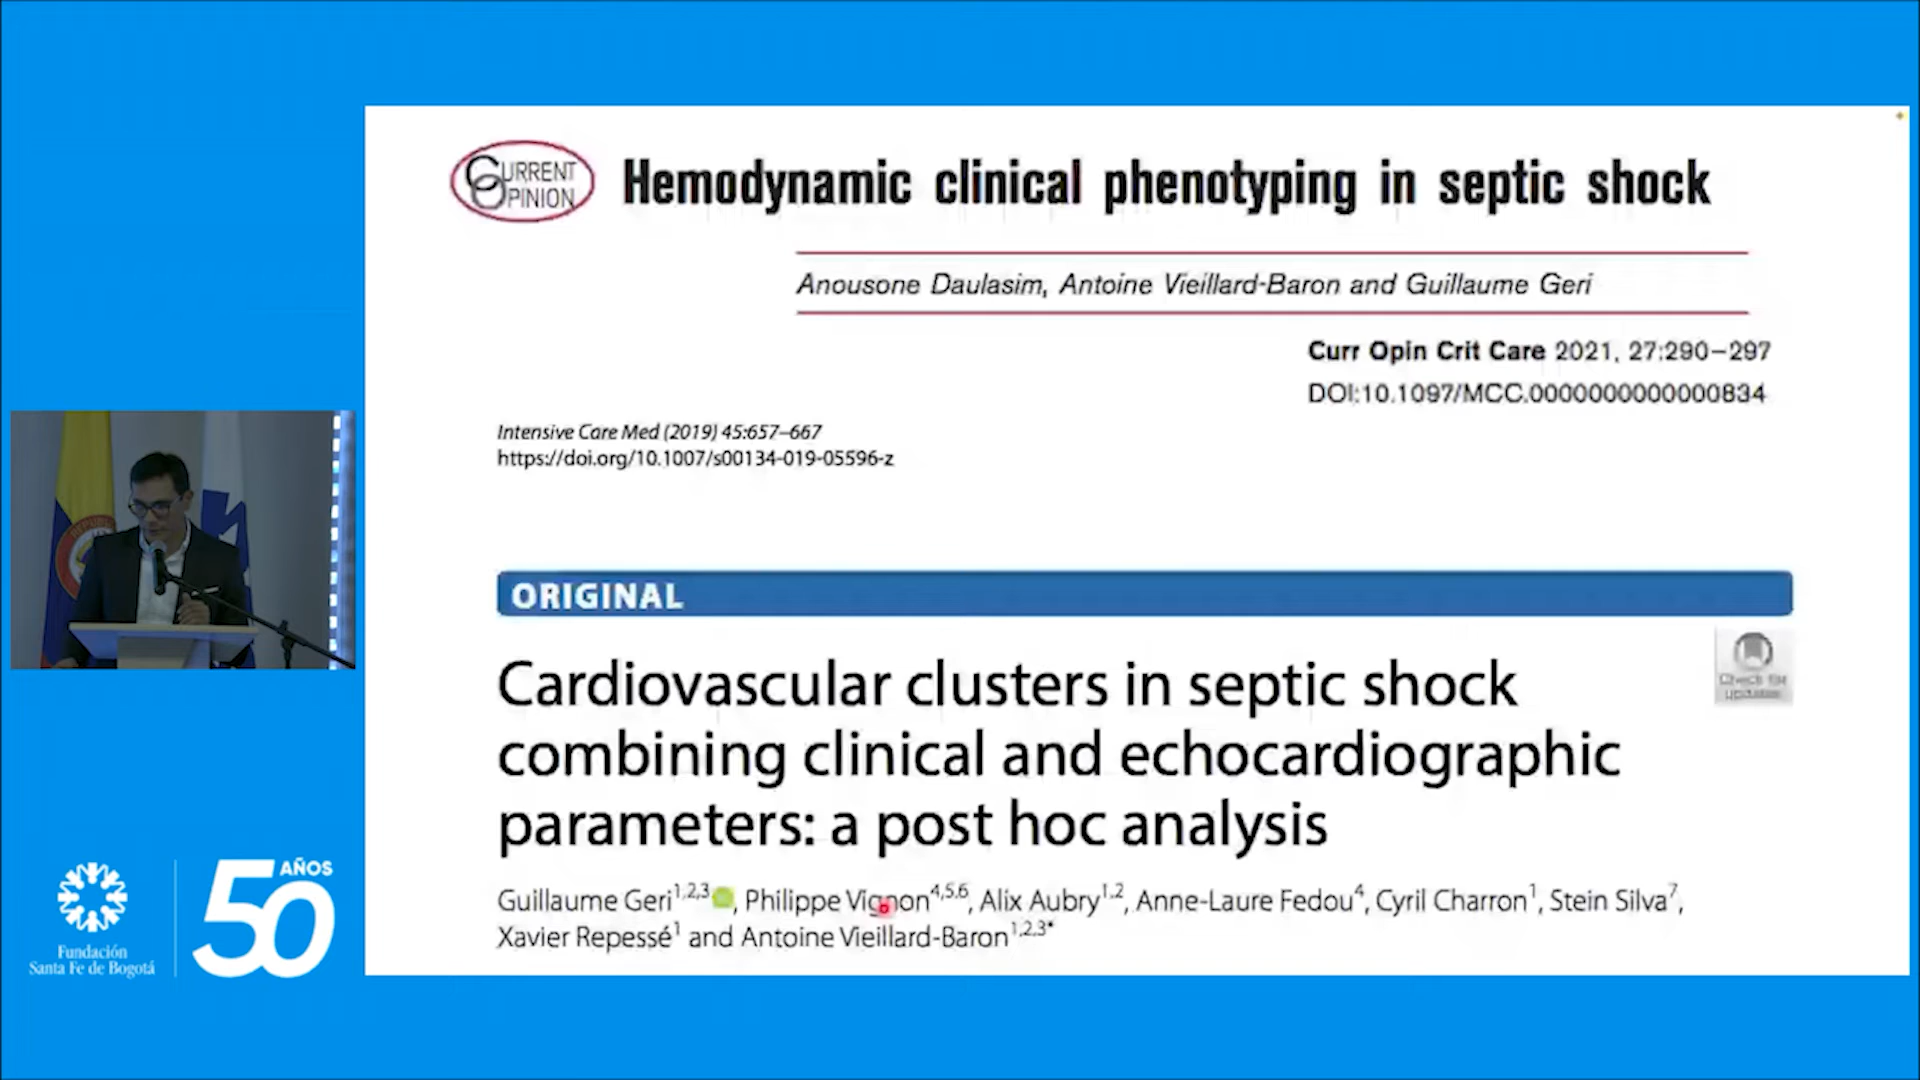 CURRENT
OPINION
Hemodynamic clinical phenotyping in septic shock
Anousone Daulasim, Antoine Vieillard-Baron and Guillaume Geri
Curr Opin Crit Care 2021, 27:290–297
DOI:10.1097/MCC.0000000000000834
Intensive Care Med (2019) 45:657–667
https://doi.org/10.1007/s00134-019-05596-z
ORIGINAL
Check for
updates
Cardiovascular clusters in septic shock
combining clinical and echocardiographic
parameters: a post hoc analysis
Guillaume Geri1,2,3, Philippe Vignon4,5,6, Alix Aubry1,2, Anne-Laure Fedou4, Cyril Charron1, Stein Silva7,
Xavier Repessé1 and Antoine Vieillard-Baron1,2,3*
Fundación
Santa Fe de Bogotá
50 AÑOS